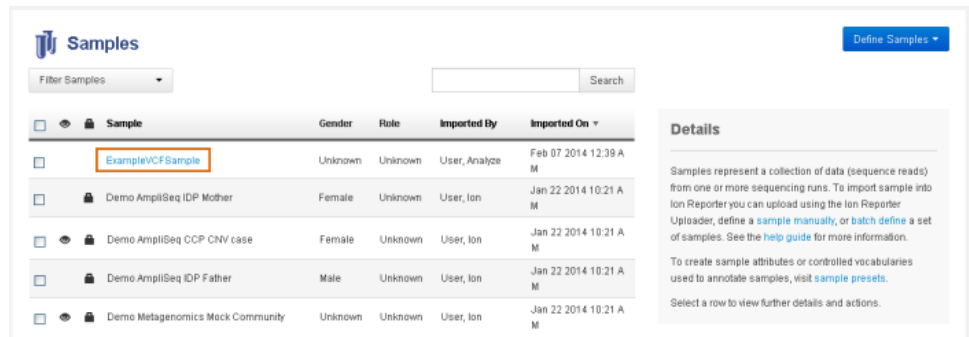 Samples
Define Samples
Filter Samples
Search
Sample Gender Role Imported By Imported On
ExampleVCFSample Unknown Unknown User, Analyze Feb 07 2014 12:39 A
M
Demo AmpliSeq IDP Mother Female Unknown User, Ion Jan 22 2014 10:21 A
M
Demo AmpliSeq CCP CNV case Female Unknown User, Ion Jan 22 2014 10:21 A
M
Demo AmpliSeq IDP Father Male Unknown User, Ion Jan 22 2014 10:21 A
M
Demo Metagenomics Mock Community Unknown Unknown User, Ion Jan 22 2014 10:21 A
M
Details
Samples represent a collection of data (sequence reads)
from one or more sequencing runs. To import sample into
Ion Reporter you can upload using the Ion Reporter
Uploader, define a sample manually, or batch define a set
of samples. See the help guide for more information.
To create sample attributes or controlled vocabularies
used to annotate samples, visit sample presets.
Select a row to view further details and actions.